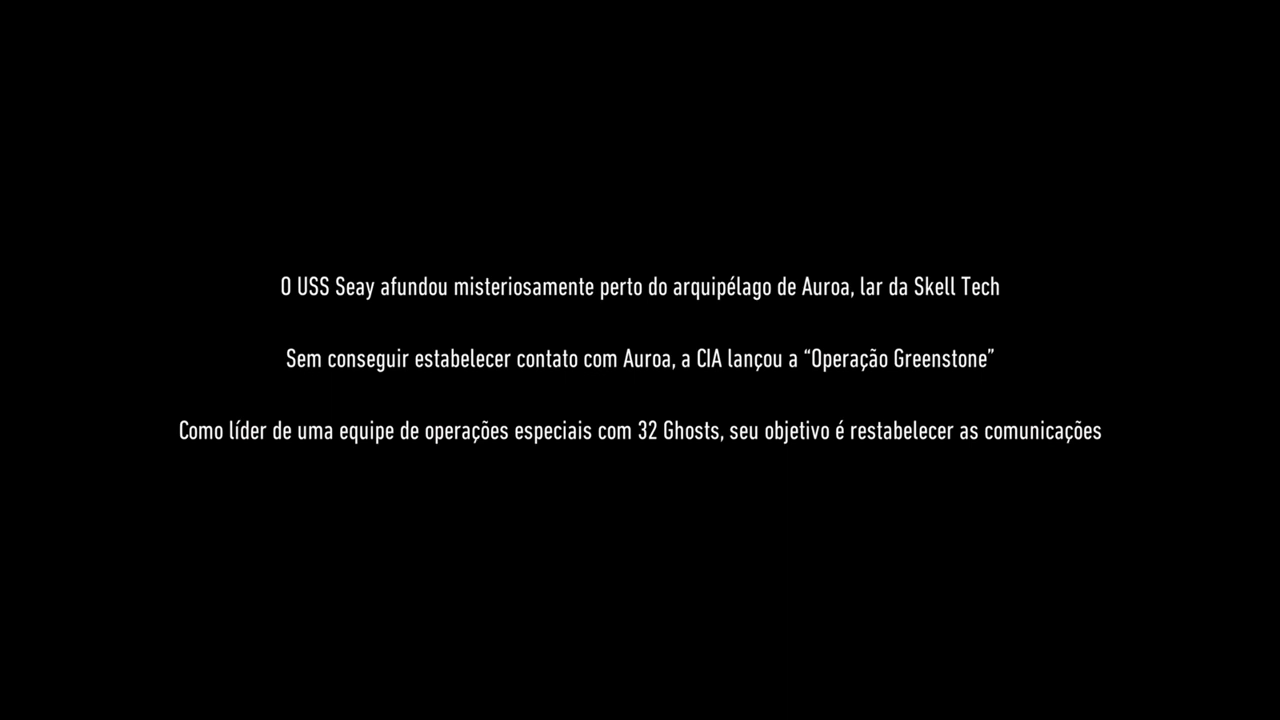 O USS Seay afundou misteriosamente perto do arquipélago de Auroa, lar da Skell Tech
Sem conseguir estabelecer contato com Auroa, a CIA lançou a “Operação Greenstone”
Como líder de uma equipe de operações especiais com 32 Ghosts, seu objetivo é restabelecer as comunicações